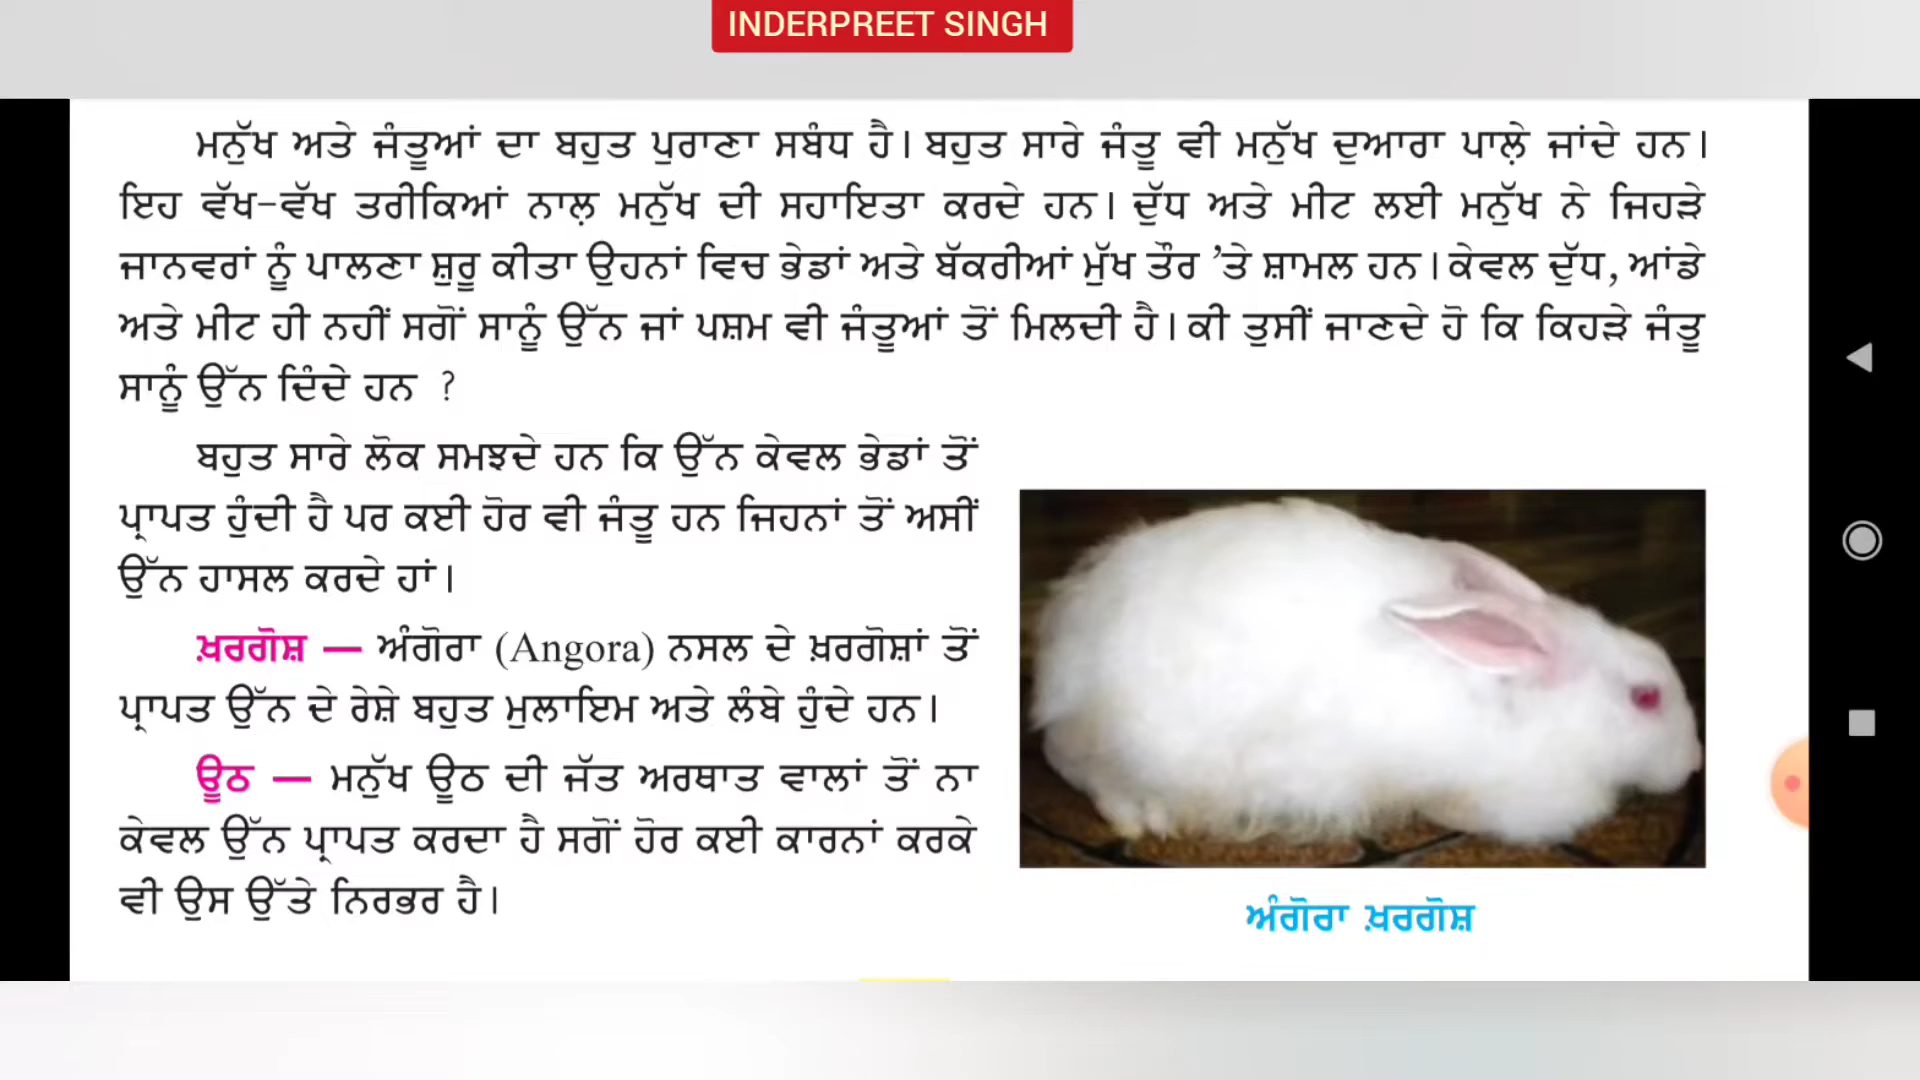 INDERPREET SINGH
ਮਨੁੱਖ ਅਤੇ ਜੰਤੂਆਂ ਦਾ ਬਹੁਤ ਪੁਰਾਣਾ ਸਬੰਧ ਹੈ। ਬਹੁਤ ਸਾਰੇ ਜੰਤੂ ਵੀ ਮਨੁੱਖ ਦੁਆਰਾ ਪਾਲ਼ੇ ਜਾਂਦੇ ਹਨ।
ਇਹ ਵੱਖ-ਵੱਖ ਤਰੀਕਿਆਂ ਨਾਲ਼ ਮਨੁੱਖ ਦੀ ਸਹਾਇਤਾ ਕਰਦੇ ਹਨ। ਦੁੱਧ ਅਤੇ ਮੀਟ ਲਈ ਮਨੁੱਖ ਨੇ ਜਿਹੜੇ
ਜਾਨਵਰਾਂ ਨੂੰ ਪਾਲਣਾ ਸ਼ੁਰੂ ਕੀਤਾ ਉਹਨਾਂ ਵਿਚ ਭੇਡਾਂ ਅਤੇ ਬੱਕਰੀਆਂ ਮੁੱਖ ਤੌਰ ’ਤੇ ਸ਼ਾਮਲ ਹਨ। ਕੇਵਲ ਦੁੱਧ, ਆਂਡੇ
ਅਤੇ ਮੀਟ ਹੀ ਨਹੀਂ ਸਗੋਂ ਸਾਨੂੰ ਉੱਨ ਜਾਂ ਪਸ਼ਮ ਵੀ ਜੰਤੂਆਂ ਤੋਂ ਮਿਲਦੀ ਹੈ। ਕੀ ਤੁਸੀਂ ਜਾਣਦੇ ਹੋ ਕਿ ਕਿਹੜੇ ਜੰਤੂ
ਸਾਨੂੰ ਉੱਨ ਦਿੰਦੇ ਹਨ ?
ਬਹੁਤ ਸਾਰੇ ਲੋਕ ਸਮਝਦੇ ਹਨ ਕਿ ਉੱਨ ਕੇਵਲ ਭੇਡਾਂ ਤੋਂ
ਪ੍ਰਾਪਤ ਹੁੰਦੀ ਹੈ ਪਰ ਕਈ ਹੋਰ ਵੀ ਜੰਤੂ ਹਨ ਜਿਹਨਾਂ ਤੋਂ ਅਸੀਂ
ਉੱਨ ਹਾਸਲ ਕਰਦੇ ਹਾਂ।
ਖ਼ਰਗੋਸ਼ — ਅੰਗੋਰਾ (Angora) ਨਸਲ ਦੇ ਖ਼ਰਗੋਸ਼ਾਂ ਤੋਂ
ਪ੍ਰਾਪਤ ਉੱਨ ਦੇ ਰੇਸ਼ੇ ਬਹੁਤ ਮੁਲਾਇਮ ਅਤੇ ਲੰਬੇ ਹੁੰਦੇ ਹਨ।
ਊਠ — ਮਨੁੱਖ ਊਠ ਦੀ ਜੱਤ ਅਰਥਾਤ ਵਾਲਾਂ ਤੋਂ ਨਾ
ਕੇਵਲ ਉੱਨ ਪ੍ਰਾਪਤ ਕਰਦਾ ਹੈ ਸਗੋਂ ਹੋਰ ਕਈ ਕਾਰਨਾਂ ਕਰਕੇ
ਵੀ ਉਸ ਉੱਤੇ ਨਿਰਭਰ ਹੈ।
ਅੰਗੋਰਾ ਖ਼ਰਗੋਸ਼